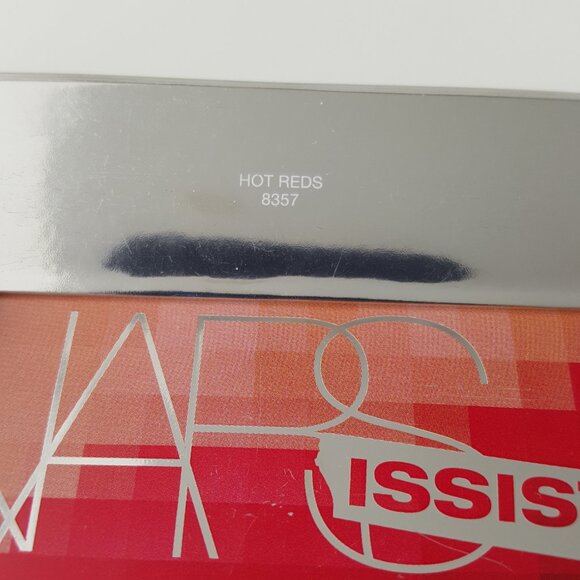 HOT REDS
8357
NARS
ISSIST